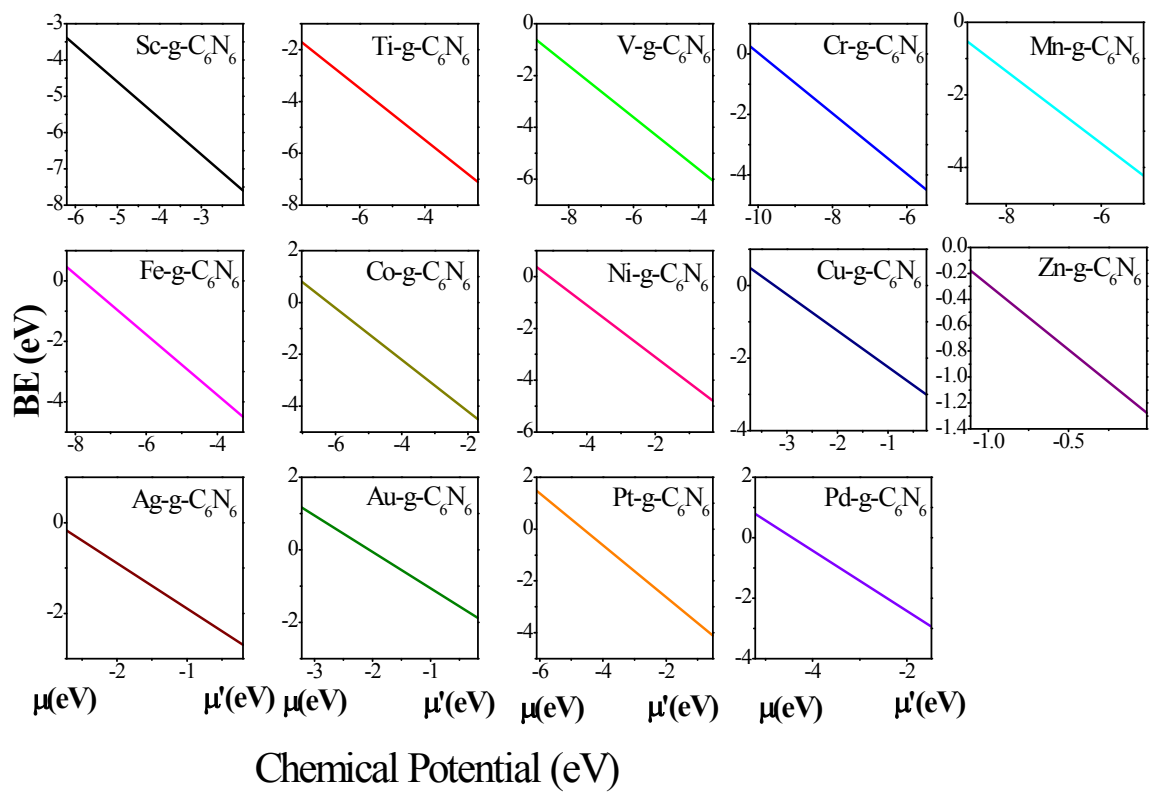 Sc-g-C6N6
-3
-4
-5
-6
-7
-8
-6 -5 -4 -3
Ti-g-C6N6
-2
-4
-6
-8
-6 -4
V-g-C6N6
0
-2
-4
-6
-8 -6 -4
Cr-g-C6N6
0
-2
-4
-10 -8 -6
Mn-g-C6N6
0
-2
-4
-8 -6
BE (eV)
Fe-g-C6N6
0
-2
-4
-8 -6 -4
Co-g-C6N6
2
0
-2
-4
-6 -4 -2
Ni-g-C6N6
0
-2
-4
-6
-4 -2
Cu-g-C6N6
0
-2
-4
-3 -2 -1
Zn-g-C6N6
0.0
-0.2
-0.4
-0.6
-0.8
-1.0
-1.2
-1.4
-1.0 -0.5
Ag-g-C6N6
0
-2
-2 -1
Au-g-C6N6
2
0
-2
-3 -2 -1
Pt-g-C6N6
2
0
-2
-4
-6 -4 -2
Pd-g-C6N6
2
0
-2
-4
-4 -2
μ(eV) μ'(eV) μ(eV) μ'(eV) μ(eV) μ'(eV) μ(eV) μ'(eV)
Chemical Potential (eV)